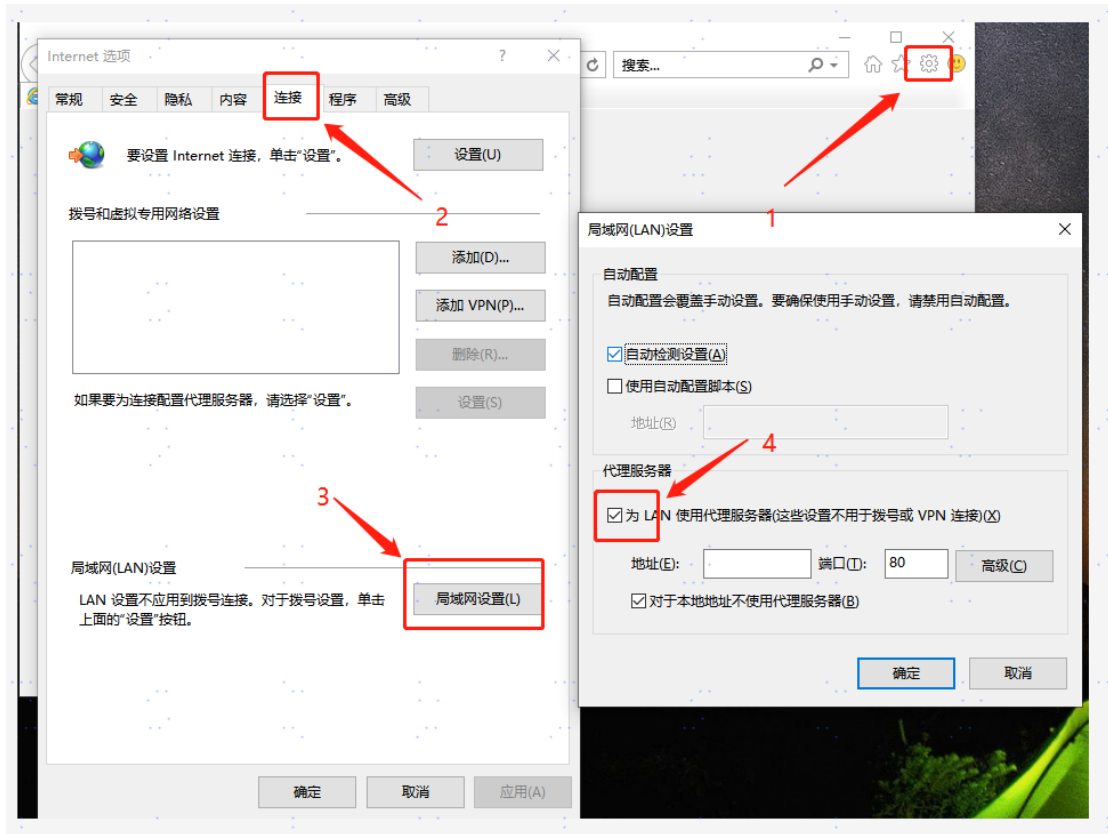 Internet 选项
?
搜索...
常规 安全 隐私 内容 连接 程序 高级
要设置 Internet 连接，单击“设置”。
设置(U)
1
2
拨号和虚拟专用网络设置
添加(D)...
添加 VPN(P)...
删除(R)...
如果要为连接配置代理服务器，请选择“设置”。
设置(S)
3
局域网(LAN)设置
LAN 设置不应用到拨号连接。对于拨号设置，单击
上面的“设置”按钮。
局域网设置(L)
确定 取消 应用(A)
局域网(LAN)设置
自动配置
自动配置会覆盖手动设置。要确保使用手动设置，请禁用自动配置。
自动检测设置(A)
使用自动配置脚本(S)
地址(R)
4
代理服务器
为 LAN 使用代理服务器(这些设置不用于拨号或 VPN 连接)(X)
地址(E): 端口(T): 80 高级(C)
对于本地地址不使用代理服务器(B)
确定 取消